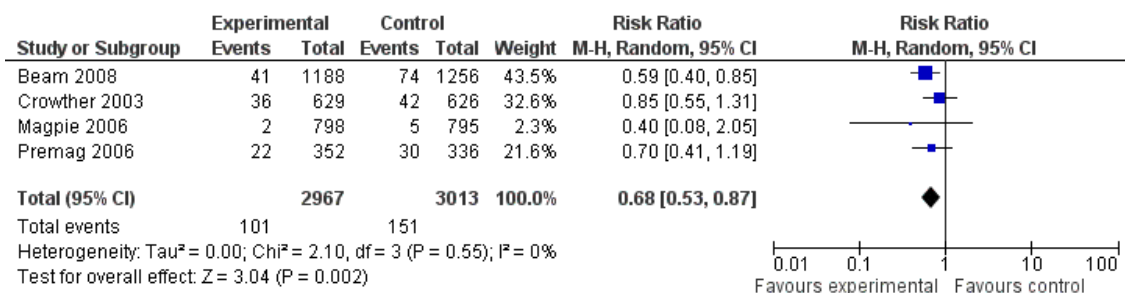 Experimental Control Risk Ratio Risk Ratio
Study or Subgroup Events Total Events Total Weight M-H, Random, 95% CI M-H, Random, 95% CI
Beam 2008 41 1188 74 1256 43.5% 0.59 [0.40, 0.85]
Crowther 2003 36 629 42 626 32.6% 0.85 [0.55, 1.31]
Magpie 2006 2 798 5 795 2.3% 0.40 [0.08, 2.05]
Premag 2006 22 352 30 336 21.6% 0.70 [0.41, 1.19]
Total (95% CI) 2967 3013 100.0% 0.68 [0.53, 0.87]
Total events 101 151
Heterogeneity: Tau² = 0.00; Chi² = 2.10, df = 3 (P = 0.55); I² = 0%
Test for overall effect: Z = 3.04 (P = 0.002)
0.01 0.1 1 10 100
Favours experimental Favours control